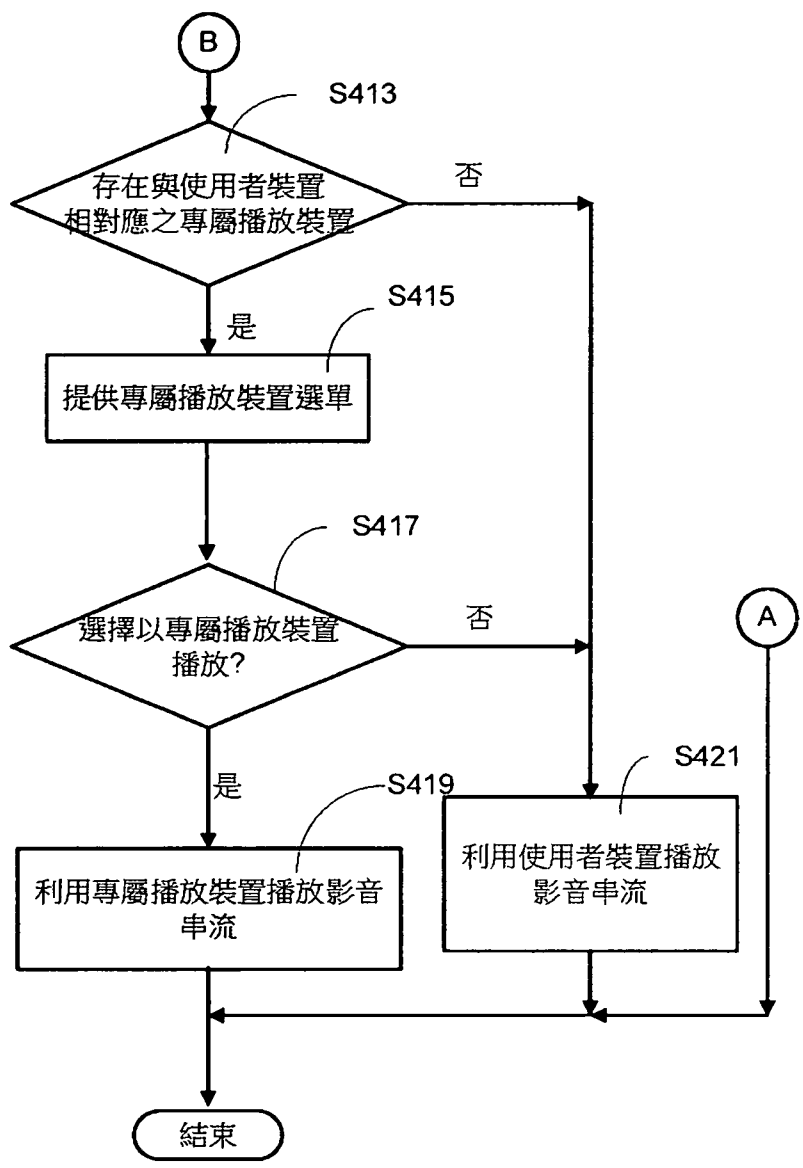 B
S413
存在與使用者裝置
相對應之專屬播放裝置
否
是
S415
提供專屬播放裝置選單
S417
選擇以專屬播放裝置
播放?
否
A
是
S419
S421
利用專屬播放裝置播放影音
串流
利用使用者裝置播放
影音串流
結束